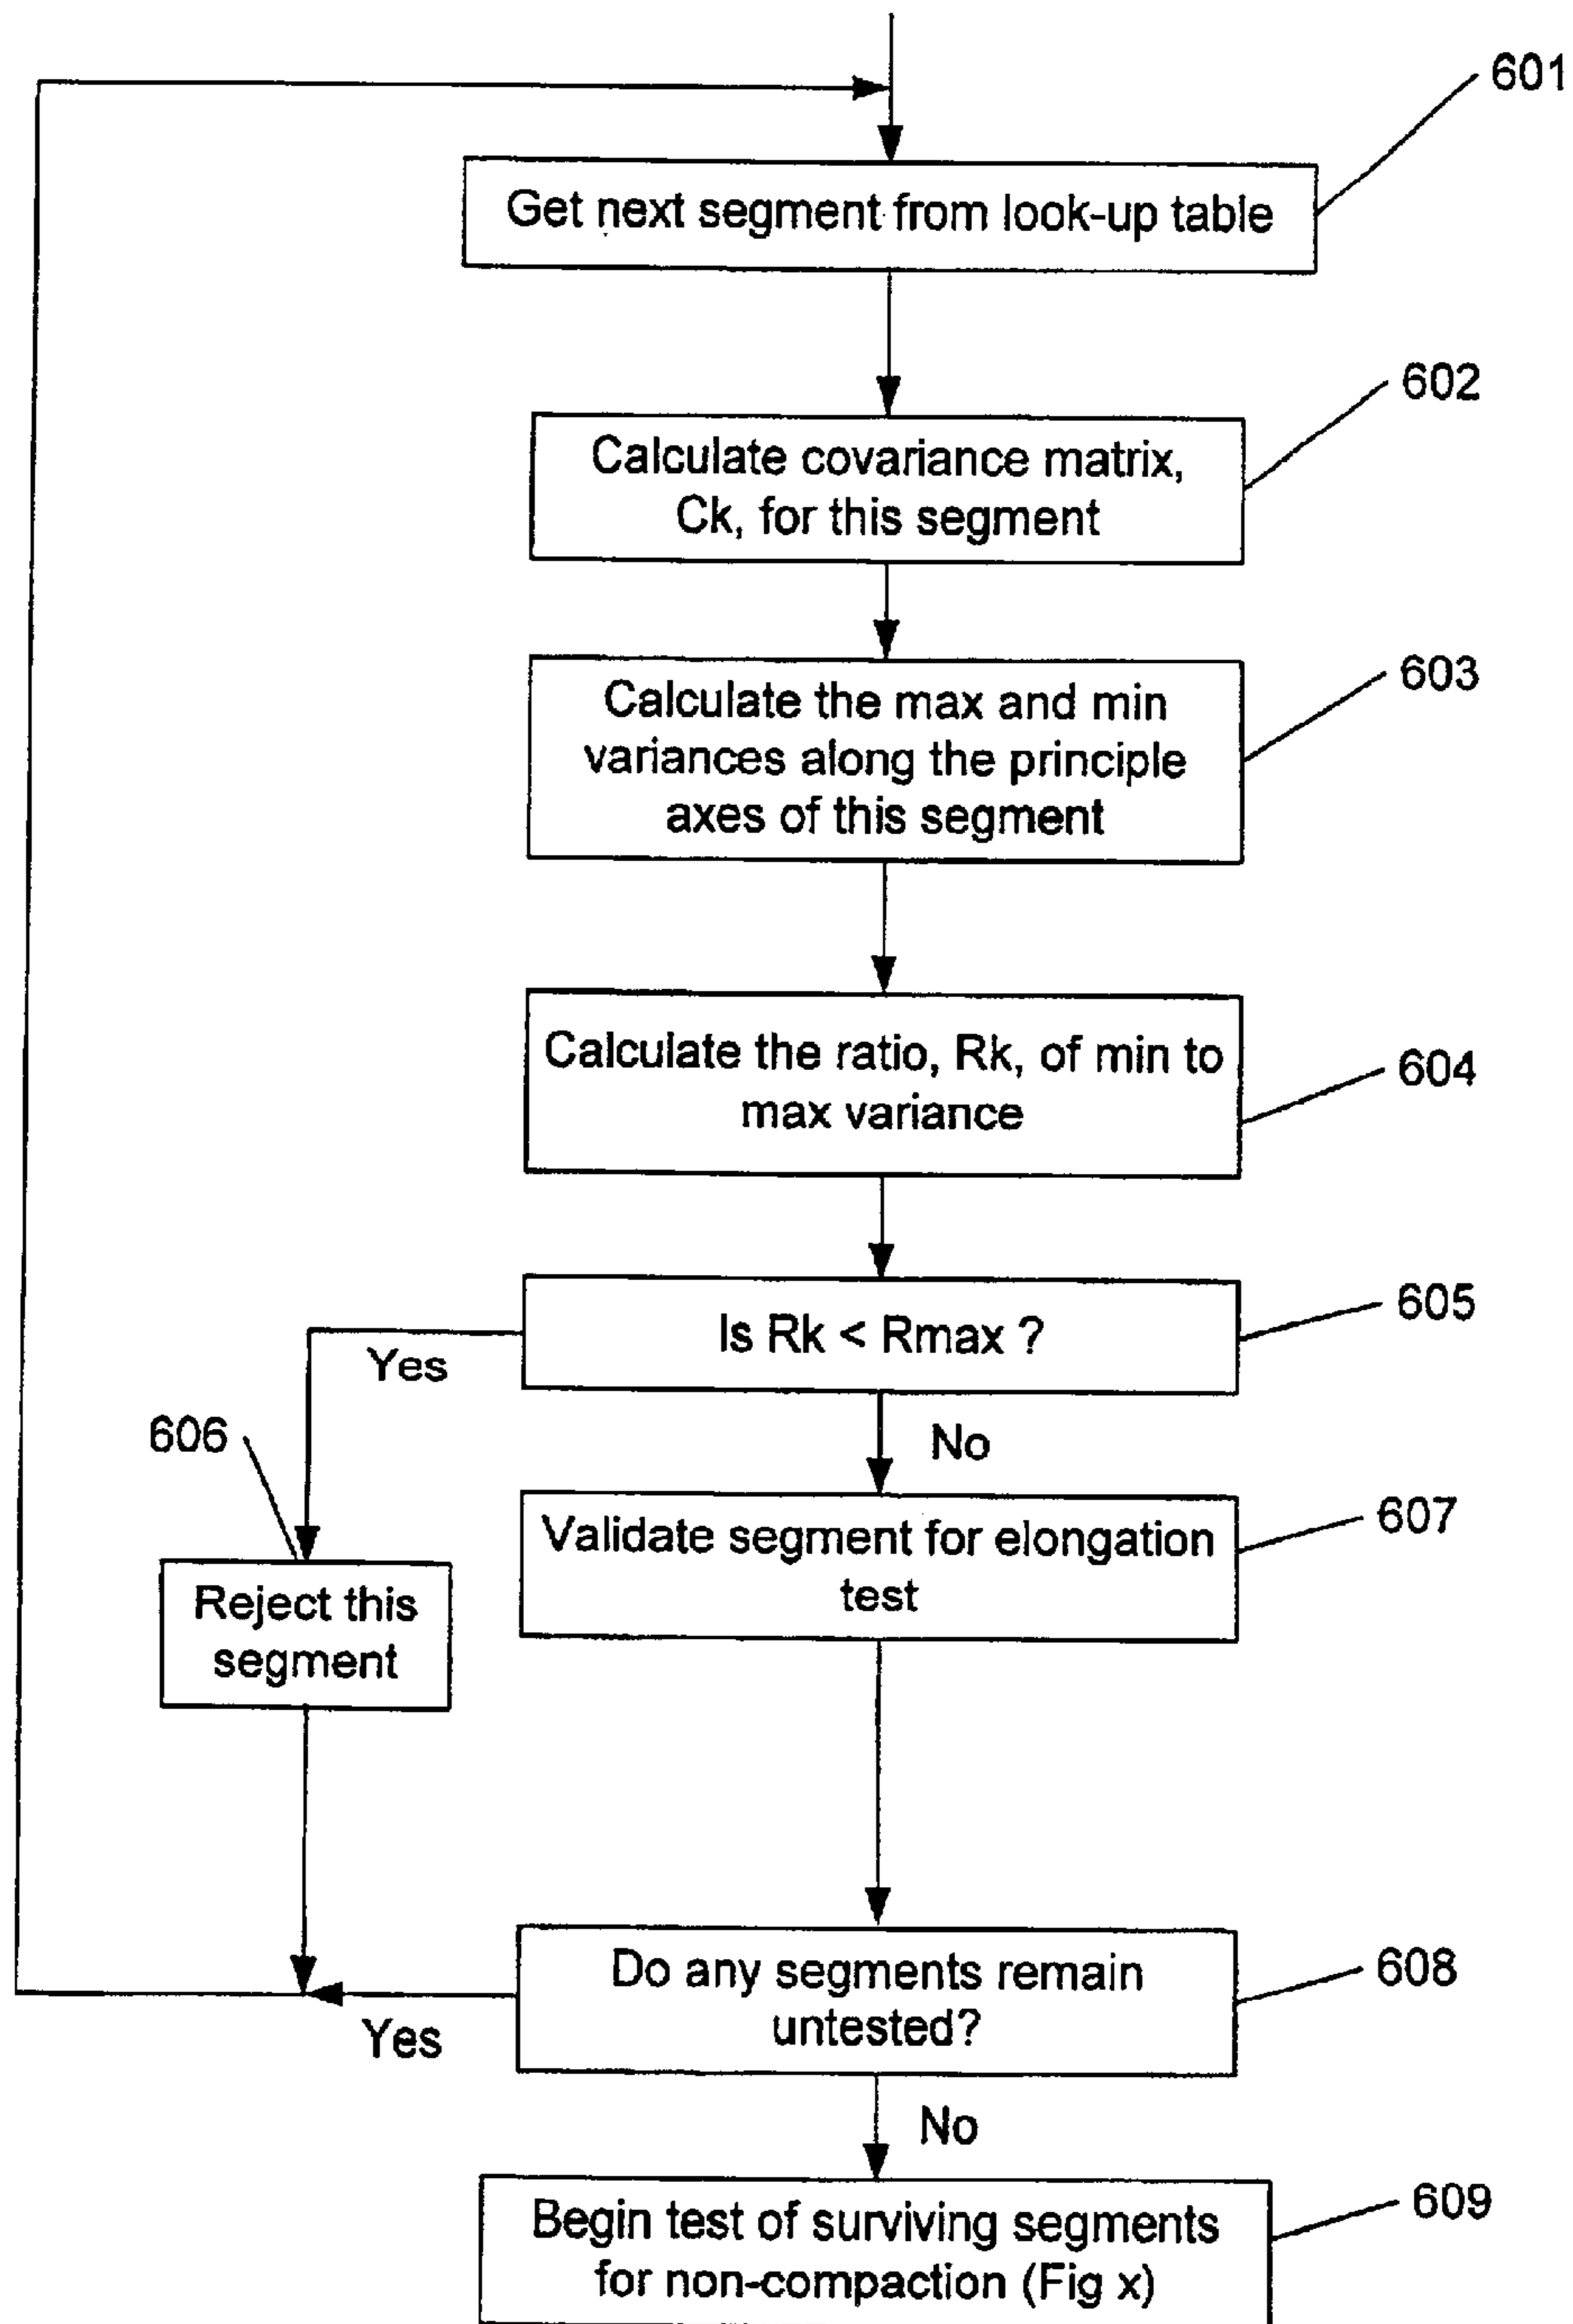 601
Get next segment from look-up table
602
Calculate covariance matrix,
Ck, for this segment
603
Calculate the max and min
variances along the principle
axes of this segment
604
Calculate the ratio, Rk, of min to
max variance
605
Is Rk < Rmax ?
Yes
606
No
607
Validate segment for elongation
test
Reject this
segment
608
Do any segments remain
untested?
Yes
No
609
Begin test of surviving segments
for non-compaction (Fig x)